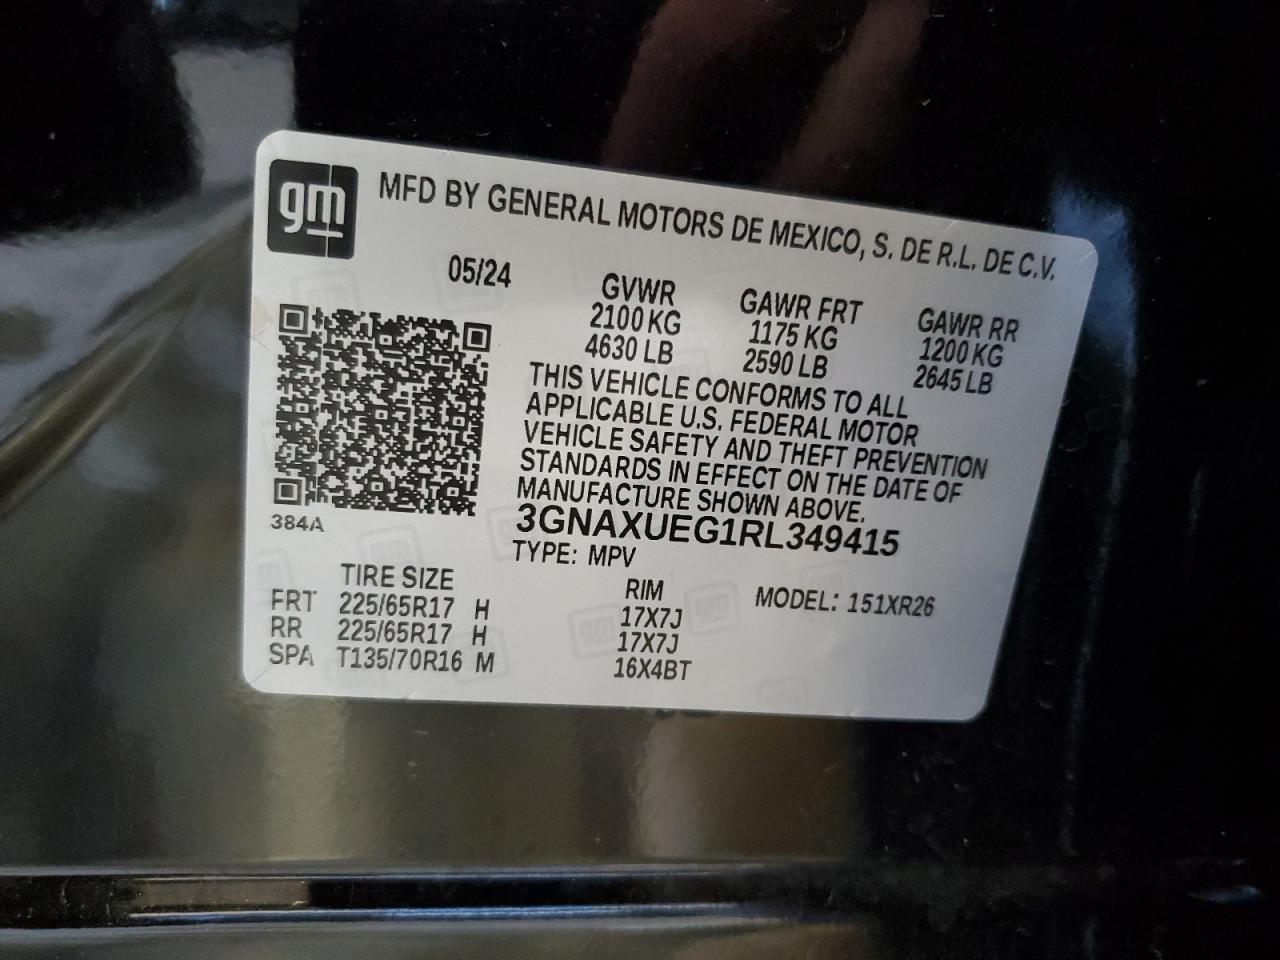 gm
MFD BY GENERAL MOTORS DE MEXICO, S. DE R.L. DE C.V.
05/24
GVWR GAWR FRT GAWR RR
2100 KG 1175 KG 1200 KG
4630 LB 2590 LB 2645 LB
THIS VEHICLE CONFORMS TO ALL
APPLICABLE U.S. FEDERAL MOTOR
VEHICLE SAFETY AND THEFT PREVENTION
STANDARDS IN EFFECT ON THE DATE OF
MANUFACTURE SHOWN ABOVE.
384A
3GNAXUEG1RL349415
TYPE: MPV
TIRE SIZE RIM MODEL: 151XR26
FRT 225/65R17 H 17X7J
RR 225/65R17 H 17X7J
SPA T135/70R16 M 16X4BT